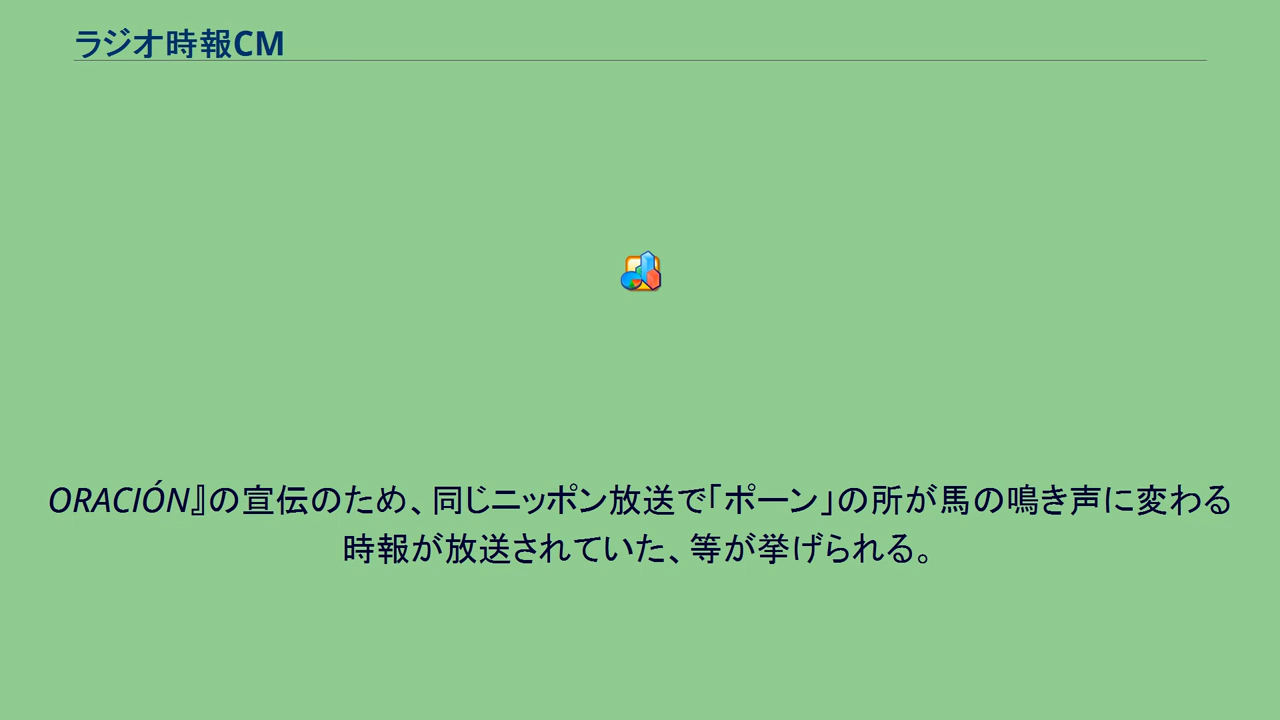 ラジオ時報CM
ORACIÓN』の宣伝のため、同じニッポン放送で「ポーン」の所が馬の鳴き声に変わる
時報が放送されていた、等が挙げられる。